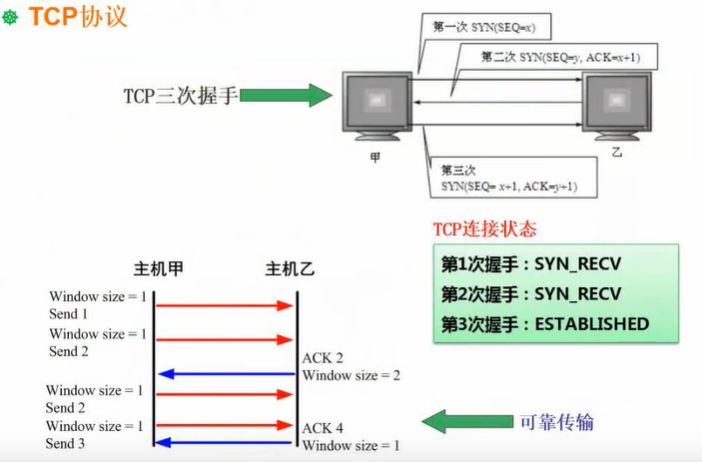 TCP协议
第一次 SYN(SEQ=x)
第二次 SYN(SEQ=y, ACK=x+1)
TCP三次握手
甲
乙
第三次
SYN(SEQ= x+1, ACK=y+1)
TCP连接状态
第1次握手：SYN_RECV
第2次握手：SYN_RECV
第3次握手：ESTABLISHED
主机甲
主机乙
Window size = 1
Send 1
Window size = 1
Send 2
ACK 2
Window size = 2
Window size = 1
Send 2
Window size = 1
Send 3
ACK 4
Window size = 1
可靠传输